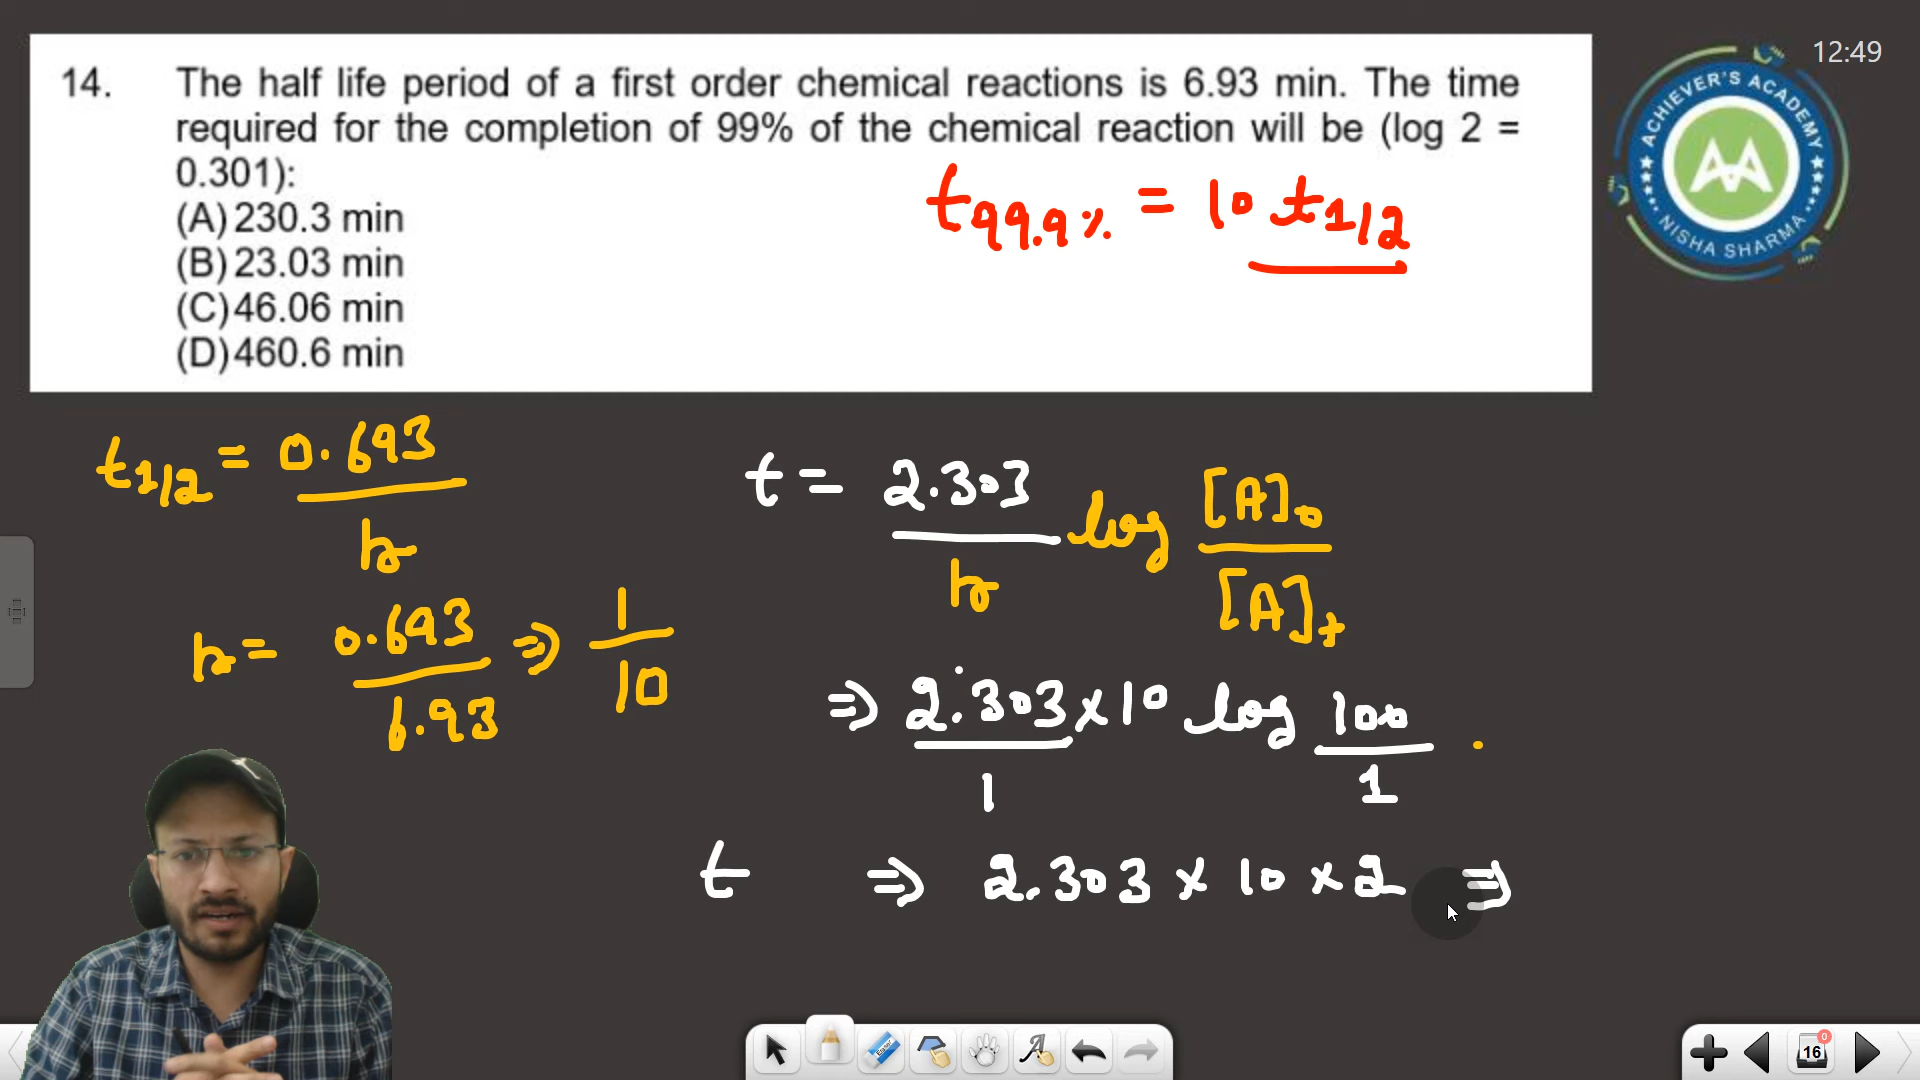 12:49
14. The half life period of a first order chemical reactions is 6.93 min. The time
required for the completion of 99% of the chemical reaction will be (log 2 =
0.301):
(A) 230.3 min
(B) 23.03 min
(C) 46.06 min
(D) 460.6 min
t99.9% = 10 t1/2
ACHIEVER'S ACADEMY
AA
NISHA SHARMA
t1/2 = 0.693
k
k = 0.693 ⇒ 1
6.93 10
t = 2.303 log [A]0
k [A]t
⇒ 2.303 × 10 log 100
1 1
t ⇒ 2.303 × 10 × 2 ⇒
Eraser
A
16
0